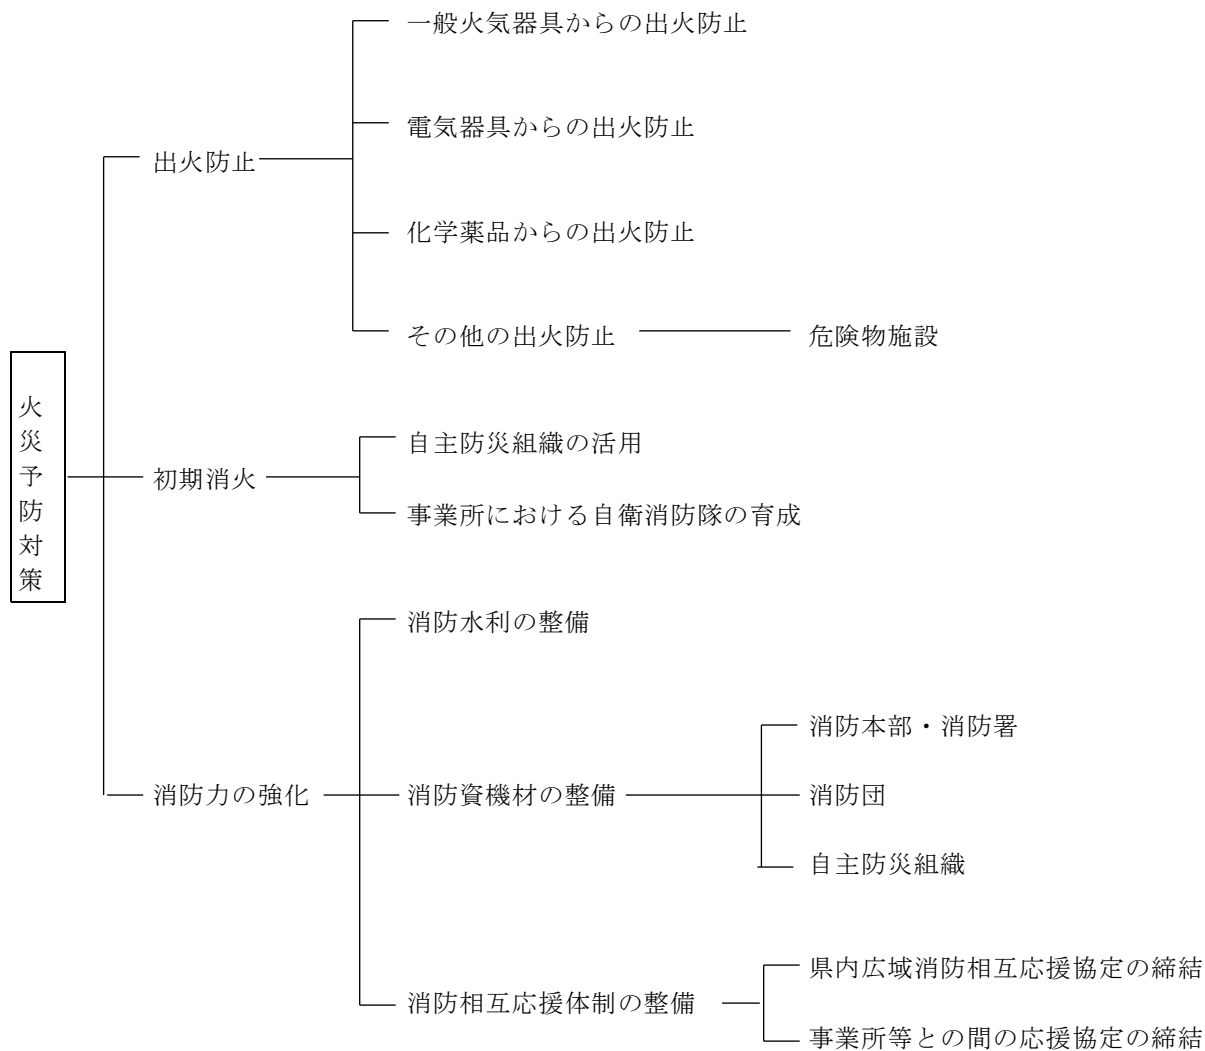 火災予防対策
出火防止
一般火気器具からの出火防止
電気器具からの出火防止
化学薬品からの出火防止
その他の出火防止
危険物施設
初期消火
自主防災組織の活用
事業所における自衛消防隊の育成
消防力の強化
消防水利の整備
消防資機材の整備
消防本部・消防署
消防団
自主防災組織
消防相互応援体制の整備
県内広域消防相互応援協定の締結
事業所等との間の応援協定の締結